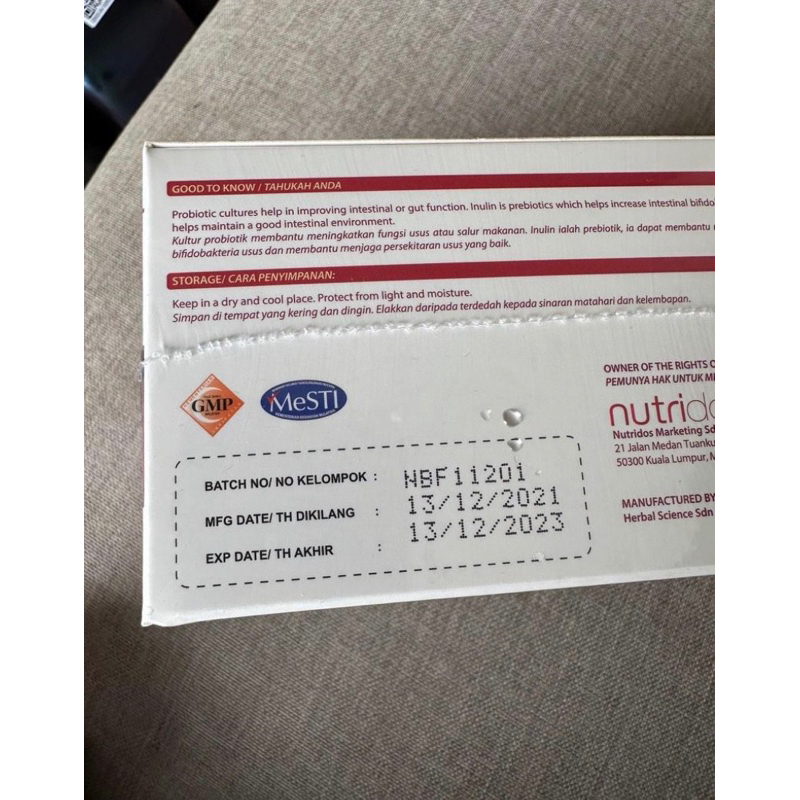 GOOD TO KNOW / TAHUKAH ANDA
Probiotic cultures help in improving intestinal or gut function. Inulin is prebiotics which helps increase intestinal bifido
helps maintain a good intestinal environment.
Kultur probiotik membantu meningkatkan fungsi usus atau salur makanan. Inulin ialah prebiotik, ia dapat membantu
bifidobakteria usus dan membantu menjaga persekitaran usus yang baik.
STORAGE/ CARA PENYIMPANAN:
Keep in a dry and cool place. Protect from light and moisture.
Simpan di tempat yang kering dan dingin. Elakkan daripada terdedah kepada sinaran matahari dan kelembapan.
GMP
MeSTI
OWNER OF THE RIGHTS
PEMUNYA HAK UNTUK
nutrido
Nutridos Marketing Sd
21 Jalan Medan Tuanku
50300 Kuala Lumpur, M
MANUFACTURED BY
Herbal Science Sdn
BATCH NO/ NO KELOMPOK : NBF11201
MFG DATE/ TH DIKILANG : 13/12/2021
EXP DATE/ TH AKHIR : 13/12/2023